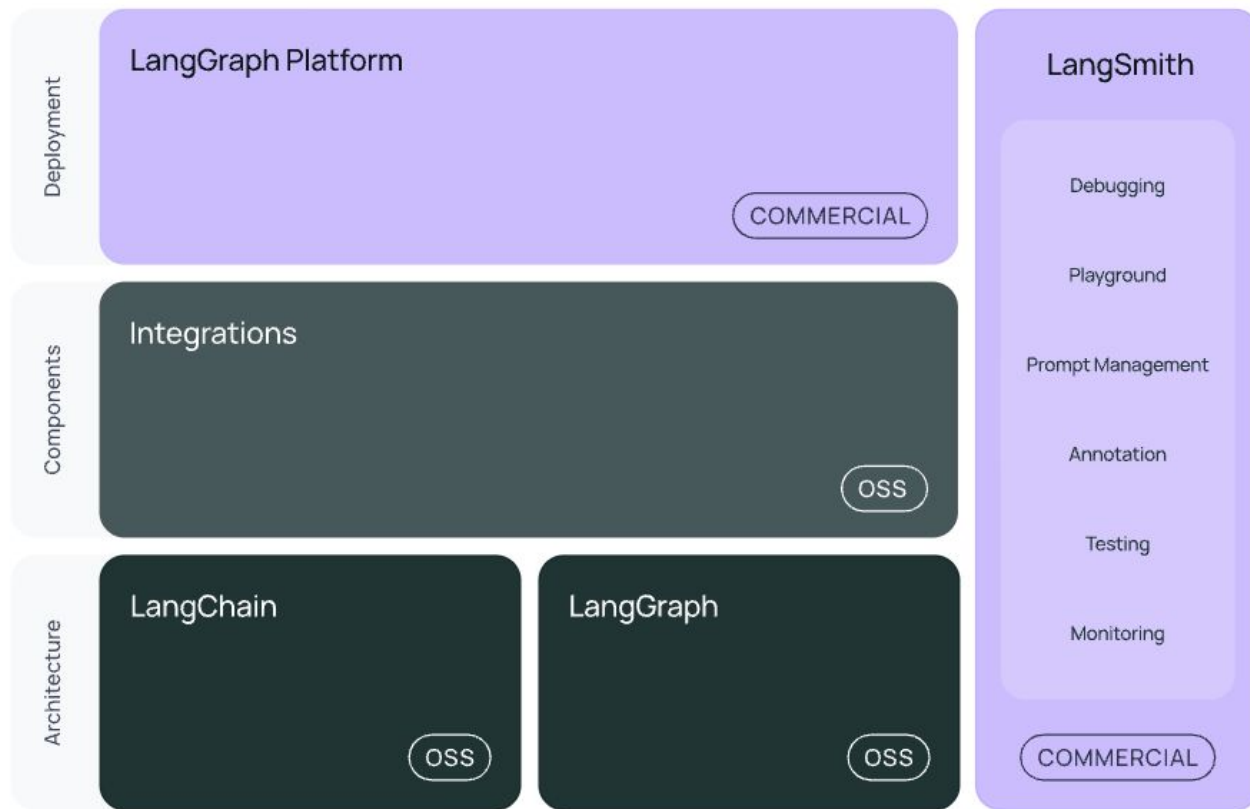 Deployment
LangGraph Platform
COMMERCIAL
Components
Integrations
OSS
Architecture
LangChain
OSS
LangGraph
OSS
LangSmith
Debugging
Playground
Prompt Management
Annotation
Testing
Monitoring
COMMERCIAL